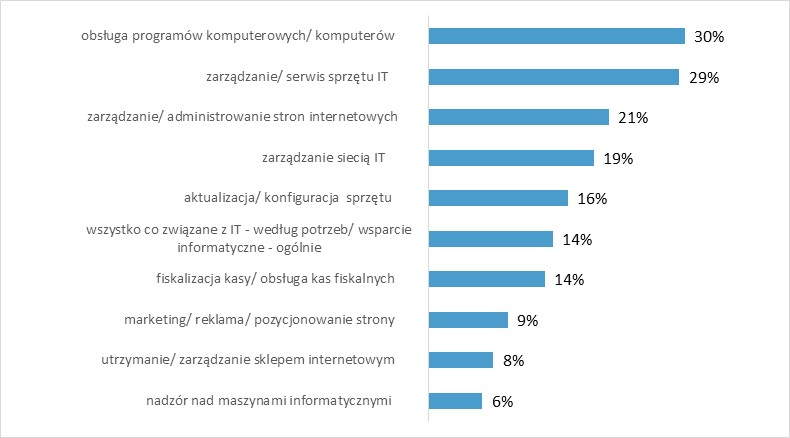 obsługa programów komputerowych/ komputerów 30%
zarządzanie/ serwis sprzętu IT 29%
zarządzanie/ administrowanie stron internetowych 21%
zarządzanie siecią IT 19%
aktualizacja/ konfiguracja  sprzętu 16%
wszystko co związane z IT - według potrzeb/ wsparcie
informatyczne - ogólnie 14%
fiskalizacja kasy/ obsługa kas fiskalnych 14%
marketing/ reklama/ pozycjonowanie strony 9%
utrzymanie/ zarządzanie sklepem internetowym 8%
nadzór nad maszynami informatycznymi 6%